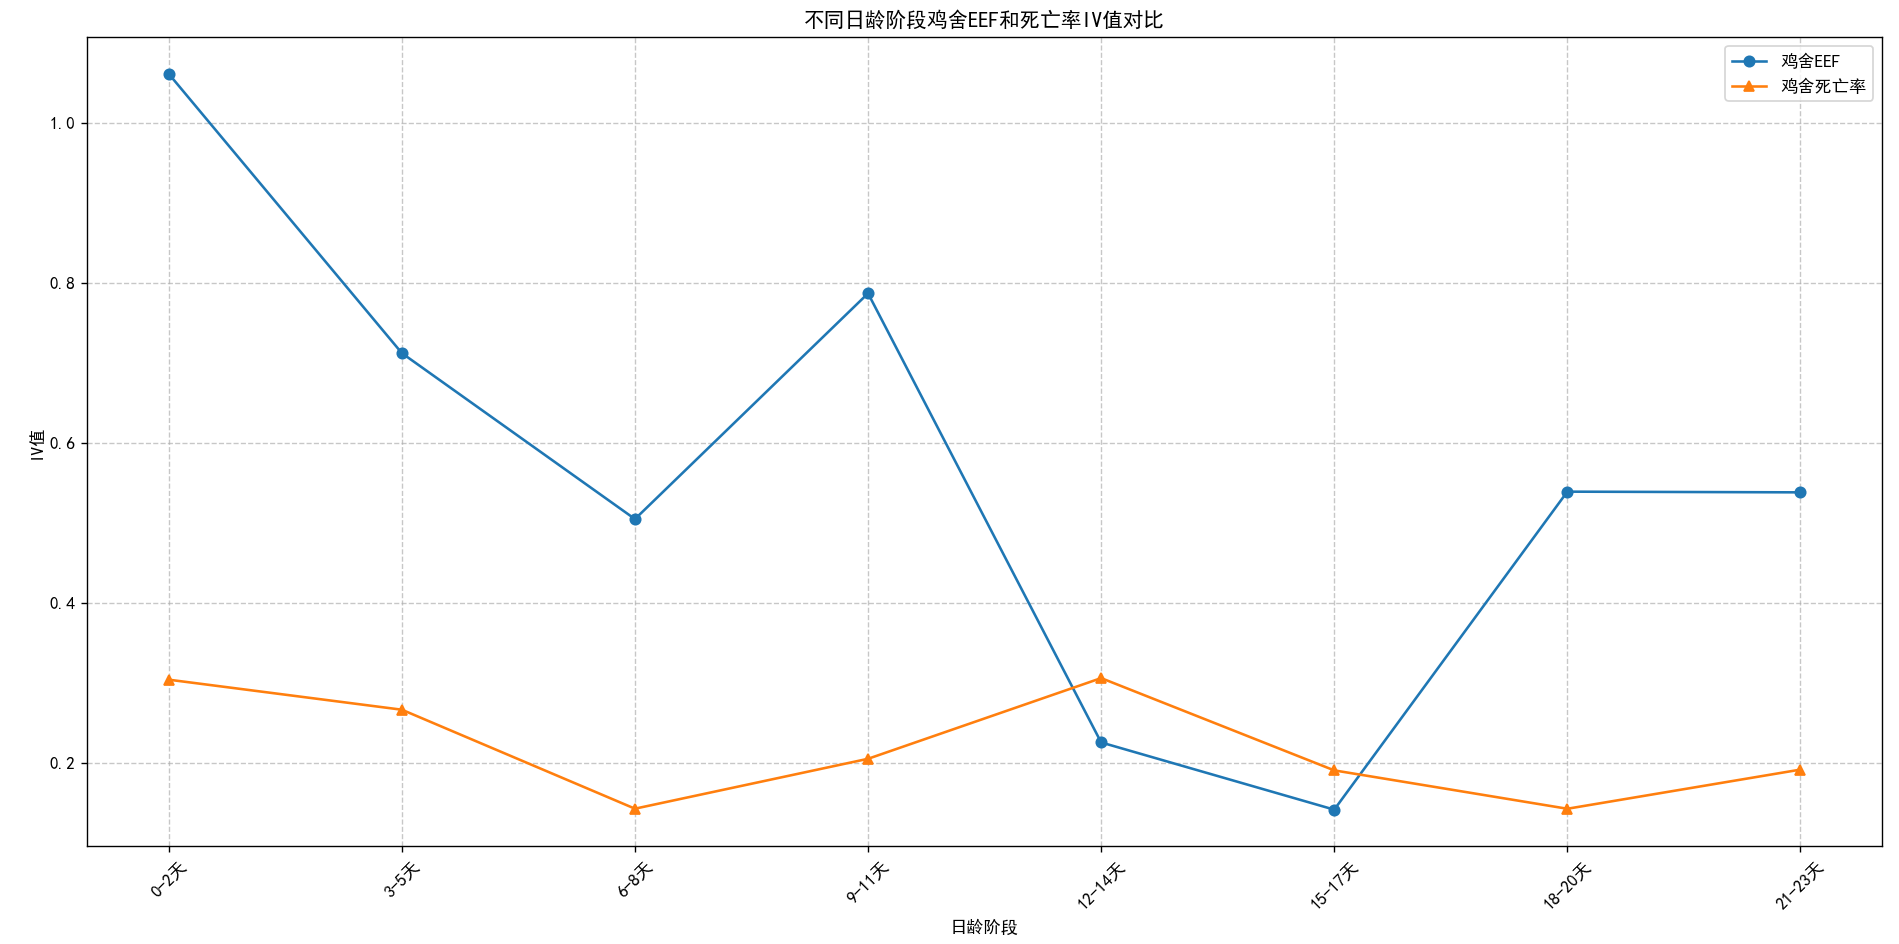 不同日龄阶段鸡舍EEF和死亡率IV值对比
鸡舍EEF
鸡舍死亡率
IV值
1.0
0.8
0.6
0.4
0.2
0-2天
3-5天
6-8天
9-11天
12-14天
15-17天
18-20天
21-23天
日龄阶段